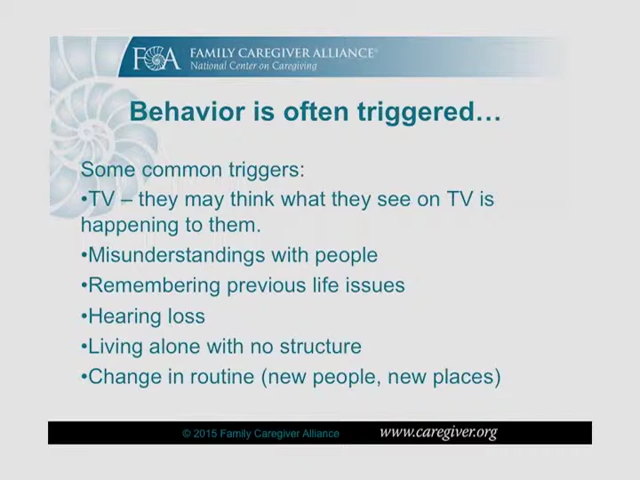 FCA FAMILY CAREGIVER ALLIANCE®
National Center on Caregiving
Behavior is often triggered…
Some common triggers:
•TV – they may think what they see on TV is
happening to them.
•Misunderstandings with people
•Remembering previous life issues
•Hearing loss
•Living alone with no structure
•Change in routine (new people, new places)
© 2015 Family Caregiver Alliance www.caregiver.org